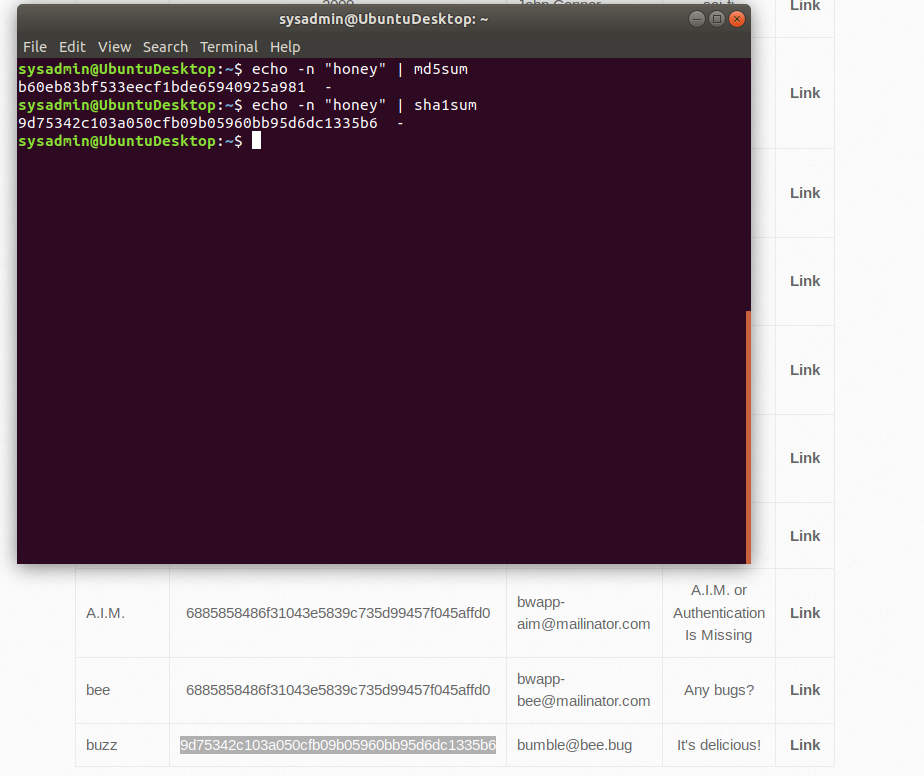 sysadmin@UbuntuDesktop: ~
Link
File Edit View Search Terminal Help
sysadmin@UbuntuDesktop:~$ echo -n "honey" | md5sum
b60eb83bf533eecf1bde65940925a981  -
sysadmin@UbuntuDesktop:~$ echo -n "honey" | sha1sum
9d75342c103a050cfb09b05960bb95d6dc1335b6  -
sysadmin@UbuntuDesktop:~$
Link
Link
Link
Link
Link
Link
A.I.M.
6885858486f31043e5839c735d99457f045affd0
bwapp-
aim@mailinator.com
A.I.M. or
Authentication
Is Missing
Link
bee
6885858486f31043e5839c735d99457f045affd0
bwapp-
bee@mailinator.com
Any bugs?
Link
buzz
9d75342c103a050cfb09b05960bb95d6dc1335b6
bumble@bee.bug
It's delicious!
Link